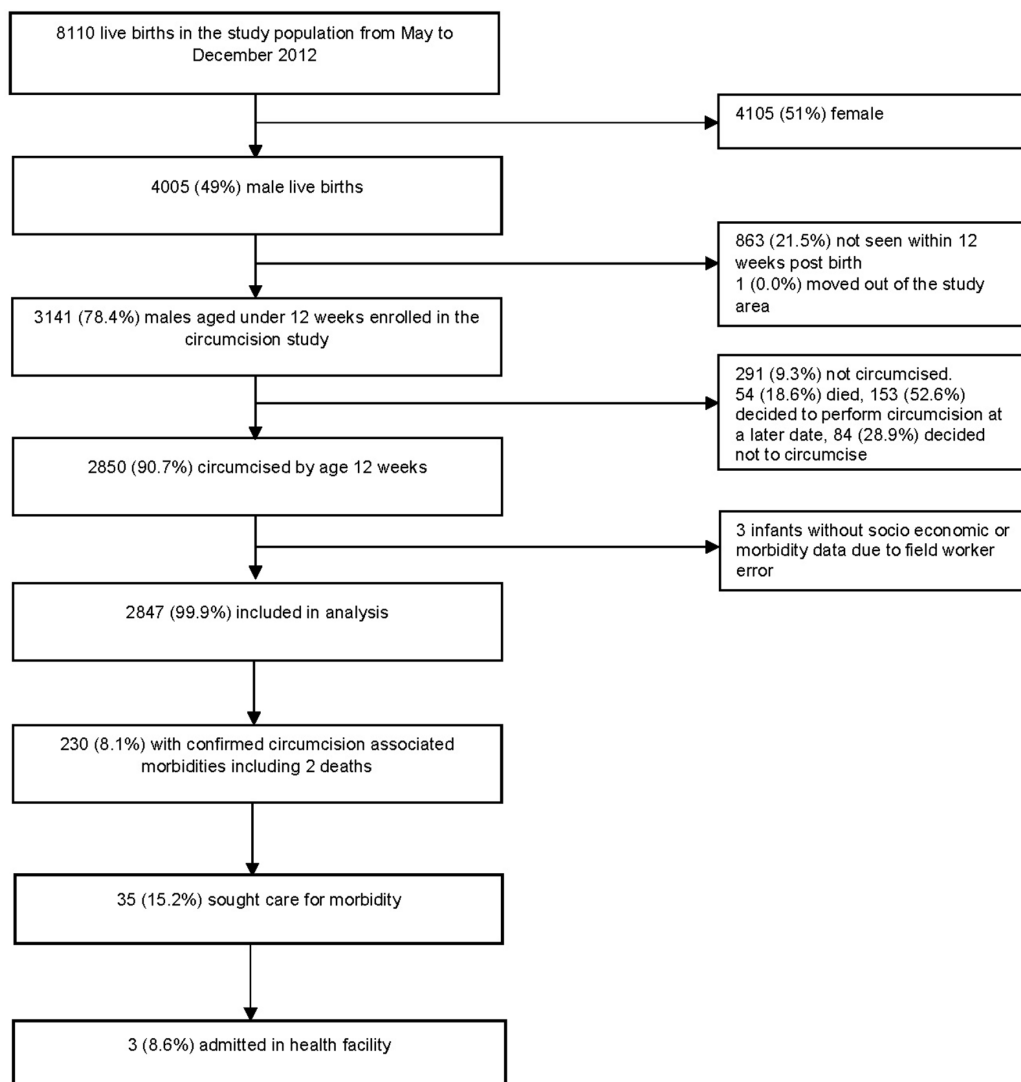 8110 live births in the study population from May to
December 2012
4105 (51%) female
4005 (49%) male live births
863 (21.5%) not seen within 12
weeks post birth
1 (0.0%) moved out of the study
area
3141 (78.4%) males aged under 12 weeks enrolled in the
circumcision study
291 (9.3%) not circumcised.
54 (18.6%) died, 153 (52.6%)
decided to perform circumcision at
a later date, 84 (28.9%) decided
not to circumcise
2850 (90.7%) circumcised by age 12 weeks
3 infants without socio economic or
morbidity data due to field worker
error
2847 (99.9%) included in analysis
230 (8.1%) with confirmed circumcision associated
morbidities including 2 deaths
35 (15.2%) sought care for morbidity
3 (8.6%) admitted in health facility